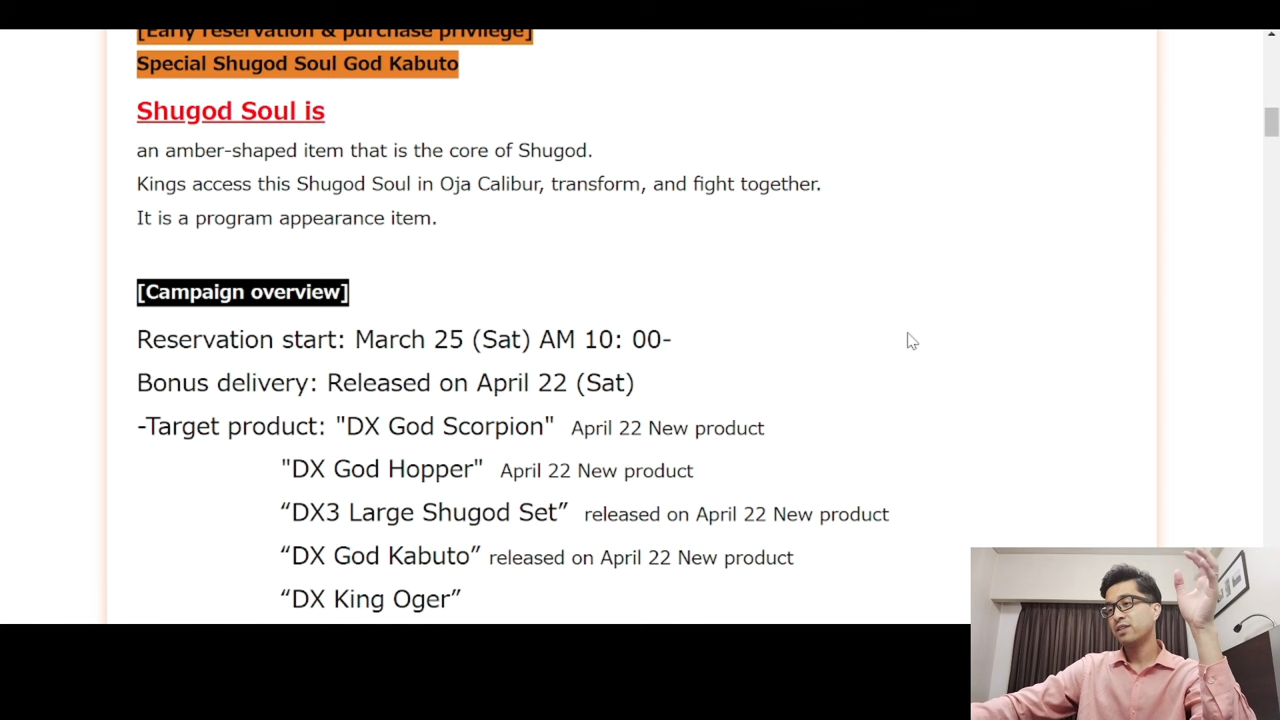 [Early reservation & purchase privilege]
Special Shugod Soul God Kabuto
Shugod Soul is
an amber-shaped item that is the core of Shugod.
Kings access this Shugod Soul in Oja Calibur, transform, and fight together.
It is a program appearance item.
[Campaign overview]
Reservation start: March 25 (Sat) AM 10: 00-
Bonus delivery: Released on April 22 (Sat)
-Target product: "DX God Scorpion" April 22 New product
"DX God Hopper" April 22 New product
“DX3 Large Shugod Set” released on April 22 New product
“DX God Kabuto” released on April 22 New product
“DX King Oger”